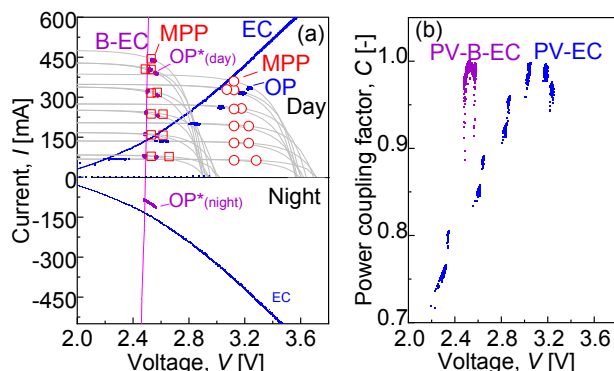 (a)
600
450
300
150
0
-150
-300
-450
Current, I [mA]
B-EC
MPP
OP*(day)
EC
MPP
OP
Day
Night
OP*(night)
EC
2.0 2.4 2.8 3.2 3.6
Voltage, V [V]
(b)
PV-B-EC PV-EC
1.0
0.9
0.8
0.7
Power coupling factor, C [-]
2.0 2.4 2.8 3.2 3.6
Voltage, V [V]